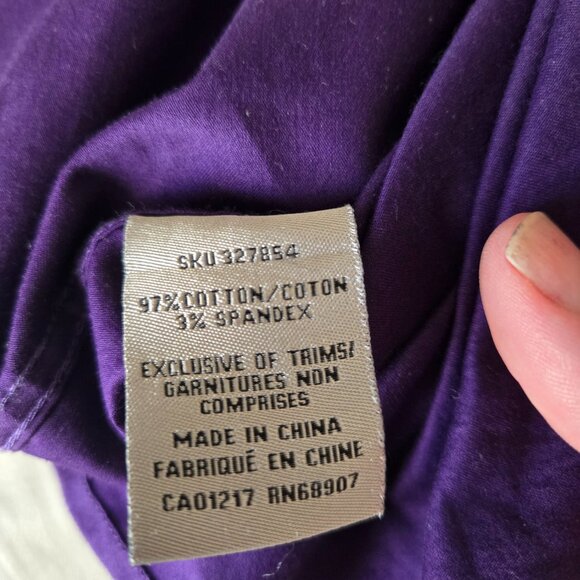 SKU 327854
97%COTTON/COTON
3% SPANDEX
EXCLUSIVE OF TRIMS/
GARNITURES NON
COMPRISES
MADE IN CHINA
FABRIQUÉ EN CHINE
CA01217 RN68907